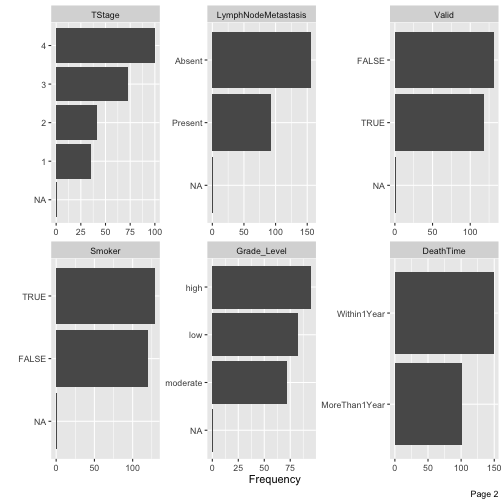 TStage LymphNodeMetastasis Valid
4
3
2
1
NA
0 25 50 75 100
Absent
Present
NA
0 50 100 150
FALSE
TRUE
NA
0 50 100
Smoker Grade_Level DeathTime
TRUE
FALSE
NA
0 50 100
high
low
moderate
NA
0 25 50 75
Within1Year
MoreThan1Year
0 50 100 150
Frequency
Page 2